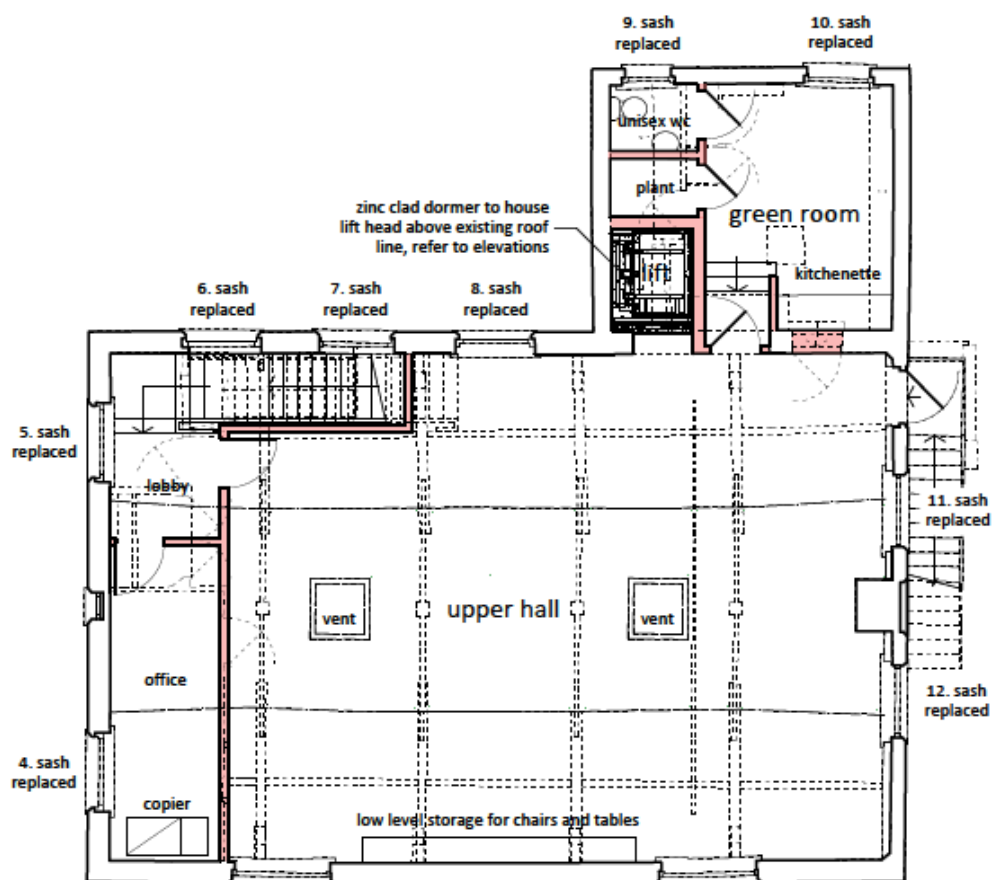 9. sash
replaced
10. sash
replaced
unisex wc
plant
zinc clad dormer to house
lift head above existing roof
line, refer to elevations
green room
lift
kitchenette
6. sash
replaced
7. sash
replaced
8. sash
replaced
5. sash
replaced
lobby
11. sash
replaced
vent
upper hall
vent
office
12. sash
replaced
4. sash
replaced
copier
low level storage for chairs and tables